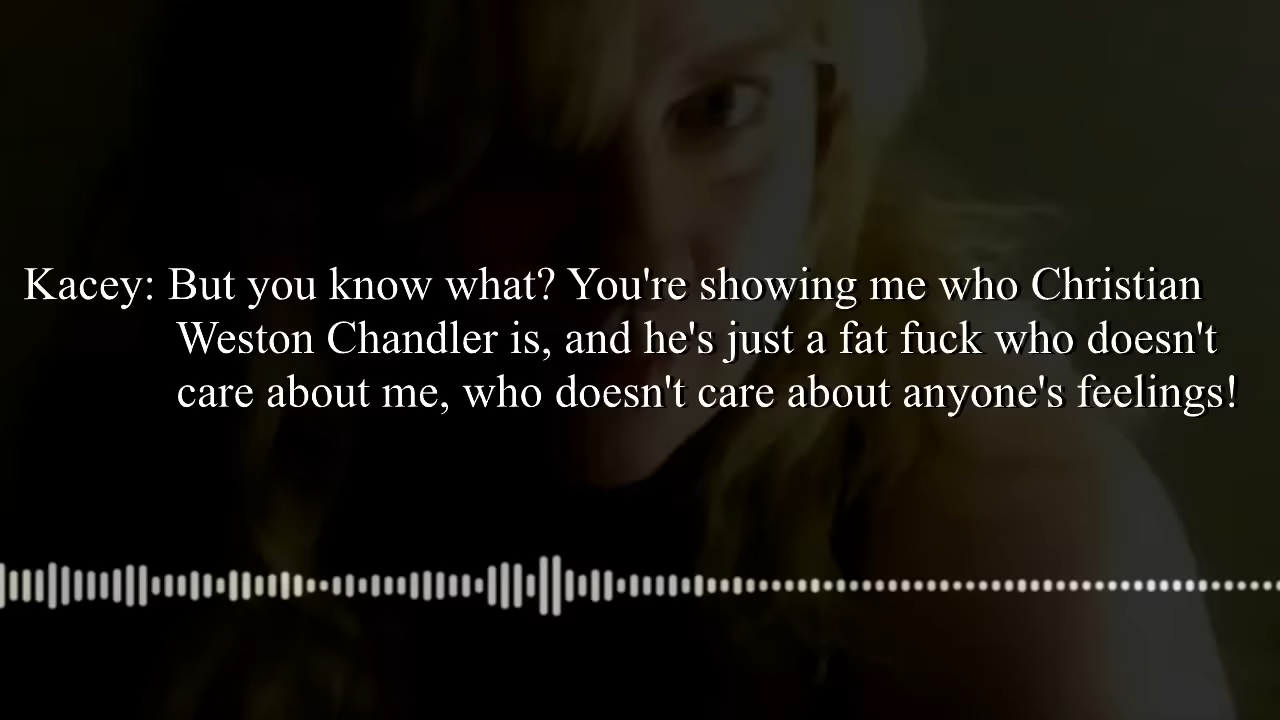 Kacey: But you know what? You're showing me who Christian
Weston Chandler is, and he's just a fat fuck who doesn't
care about me, who doesn't care about anyone's feelings!